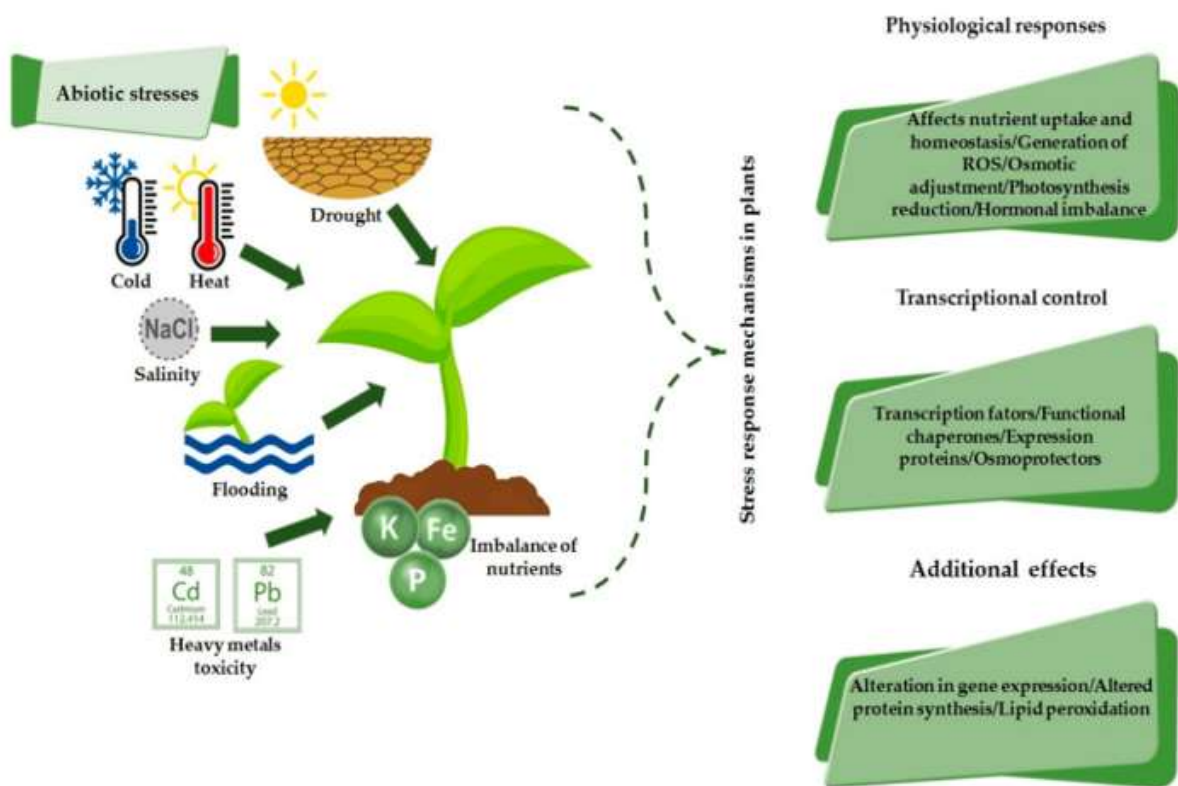 Abiotic stresses
Drought
Cold
Heat
NaCl
Salinity
Flooding
K
Fe
P
Imbalance of
nutrients
48
Cd
Cadmium
112,414
82
Pb
Lead
207.2
Heavy metals
toxicity
Stress response mechanisms in plants
Physiological responses
Affects nutrient uptake and
homeostasis/Generation of
ROS/Osmotic
adjustment/Photosynthesis
reduction/Hormonal imbalance
Transcriptional control
Transcription fators/Functional
chaperones/Expression
proteins/Osmoprotectors
Additional effects
Alteration in gene expression/Altered
protein synthesis/Lipid peroxidation